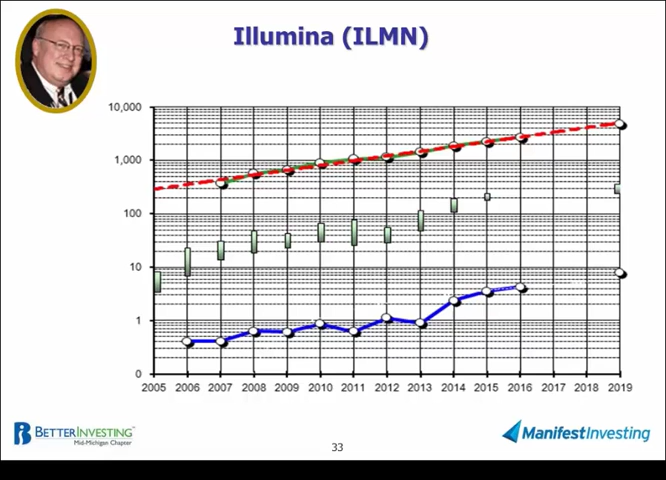 Illumina (ILMN)
10,000
1,000
100
10
1
0
2005 2006 2007 2008 2009 2010 2011 2012 2013 2014 2015 2016 2017 2018 2019
BETTERINVESTING™
Mid-Michigan Chapter
33
ManifestInvesting